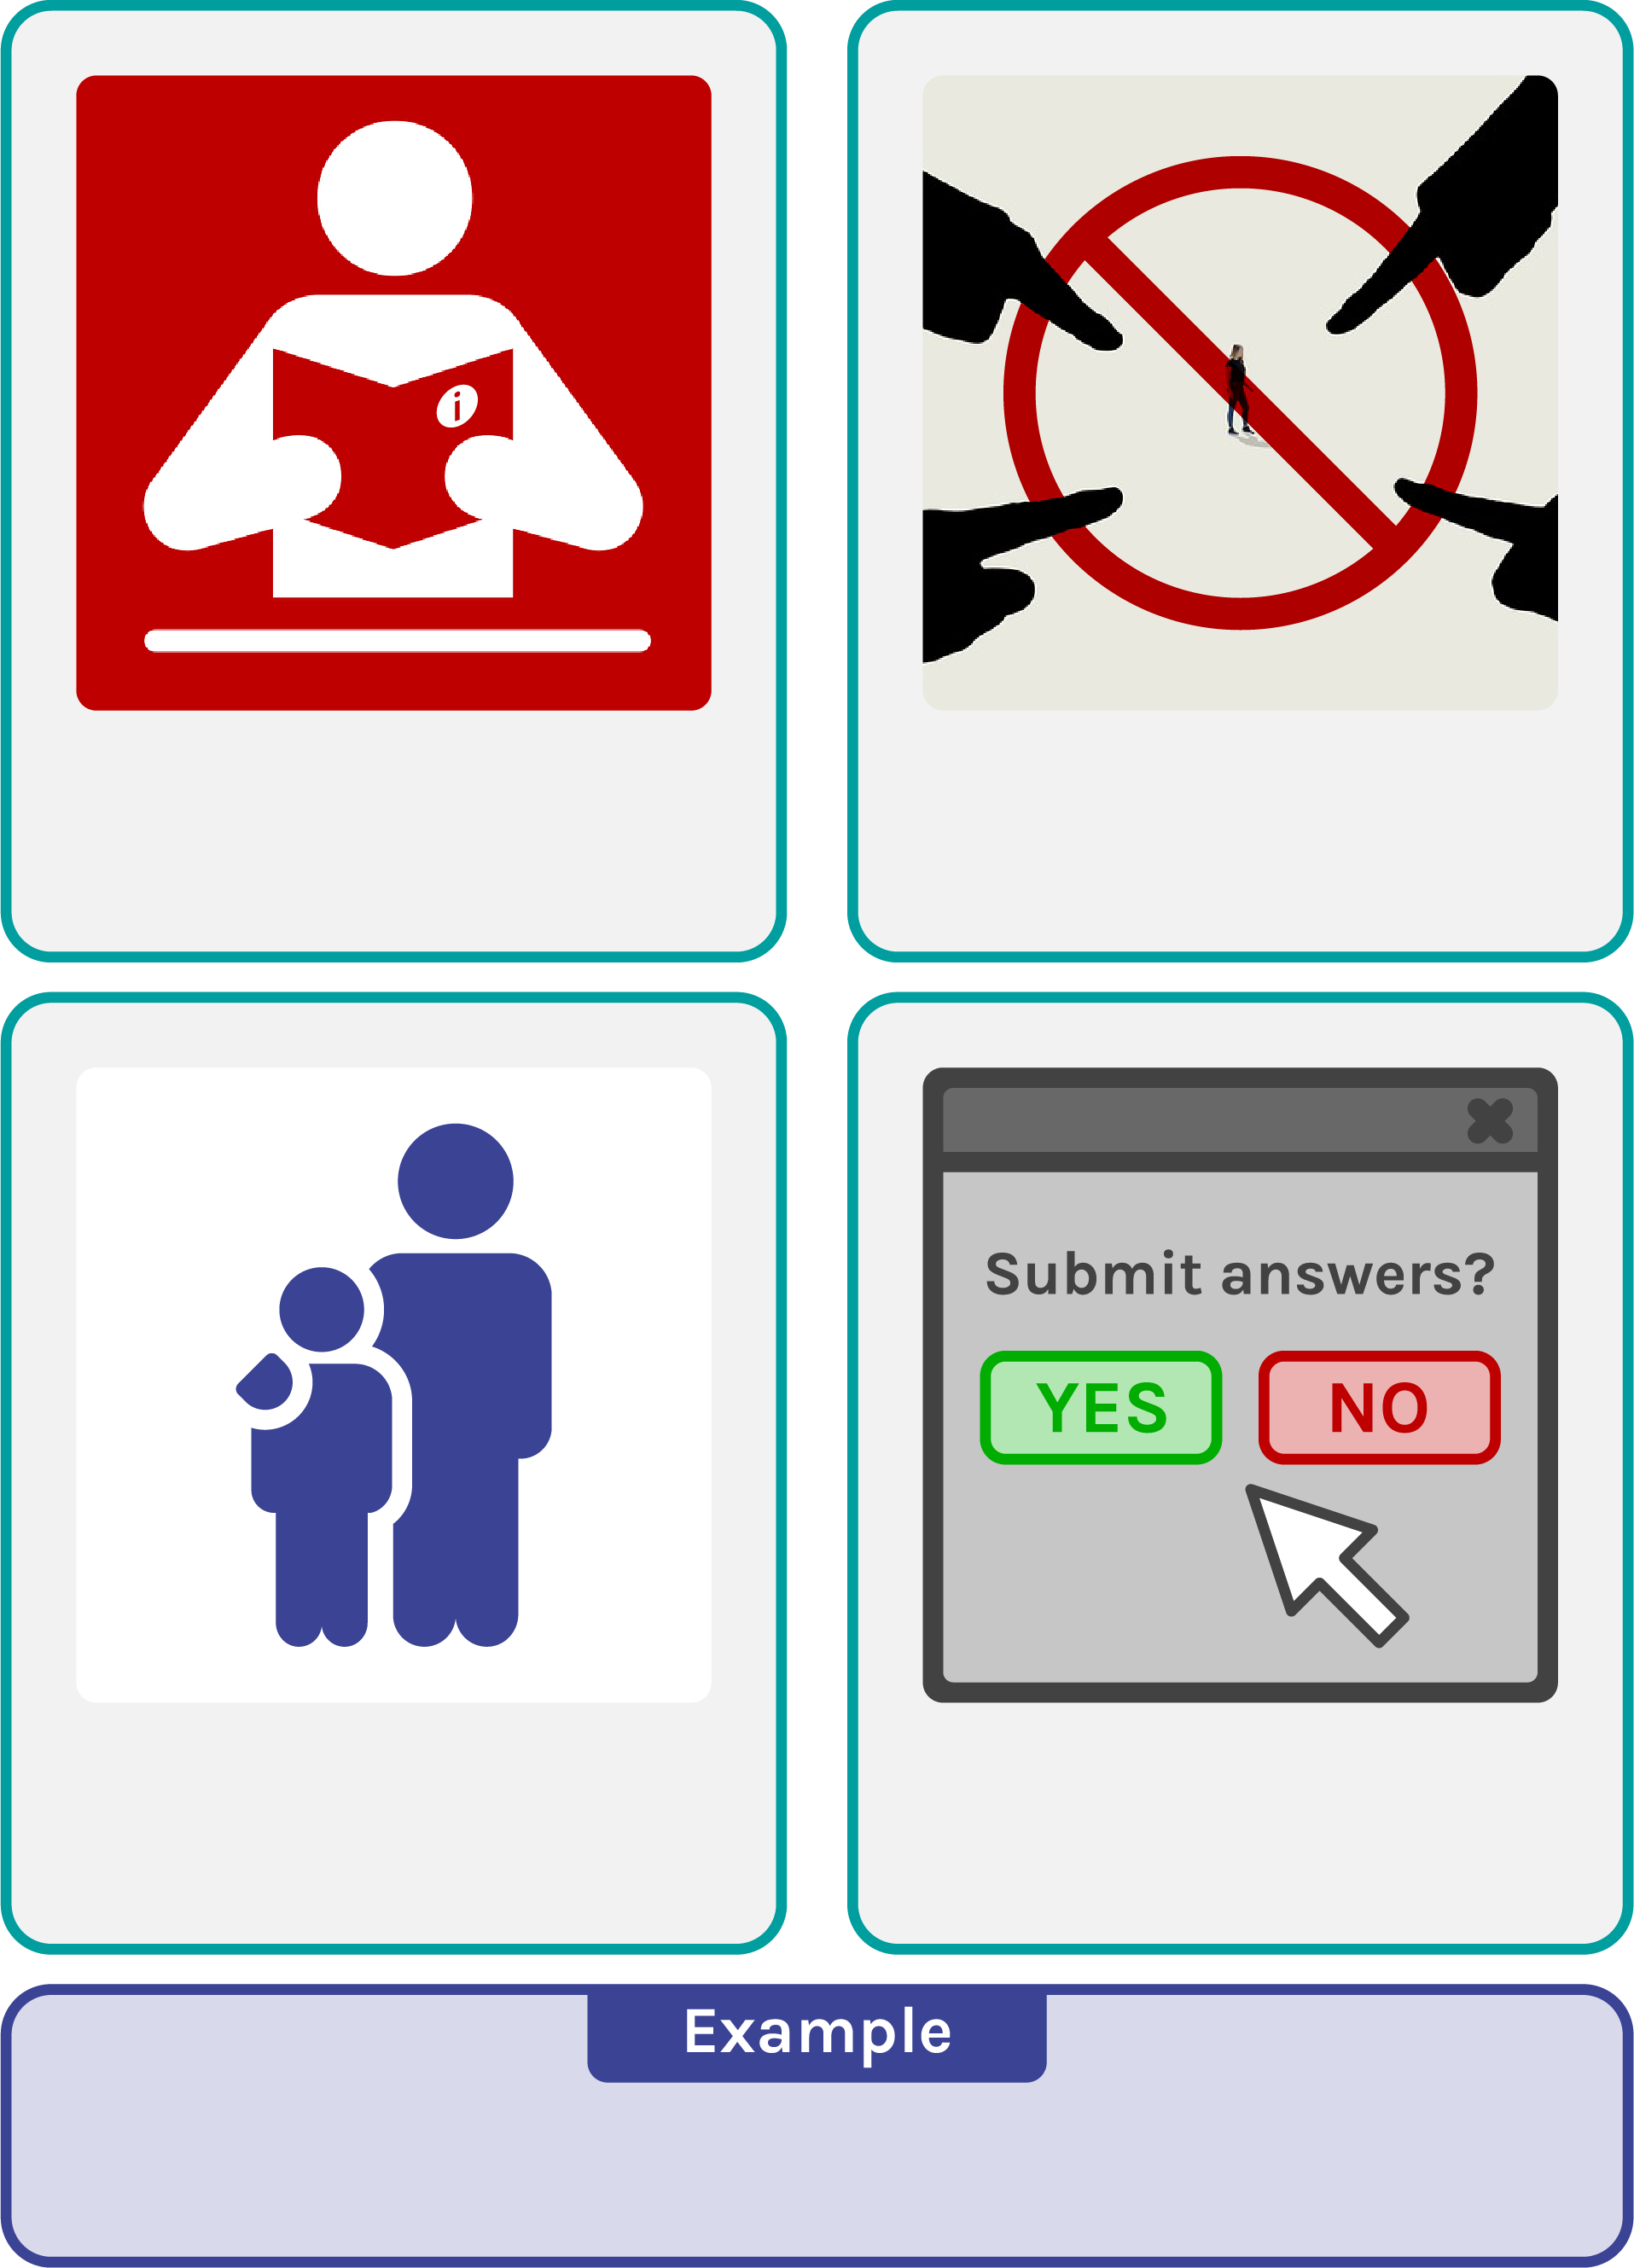 i
Submit answers?
YES
NO
Example